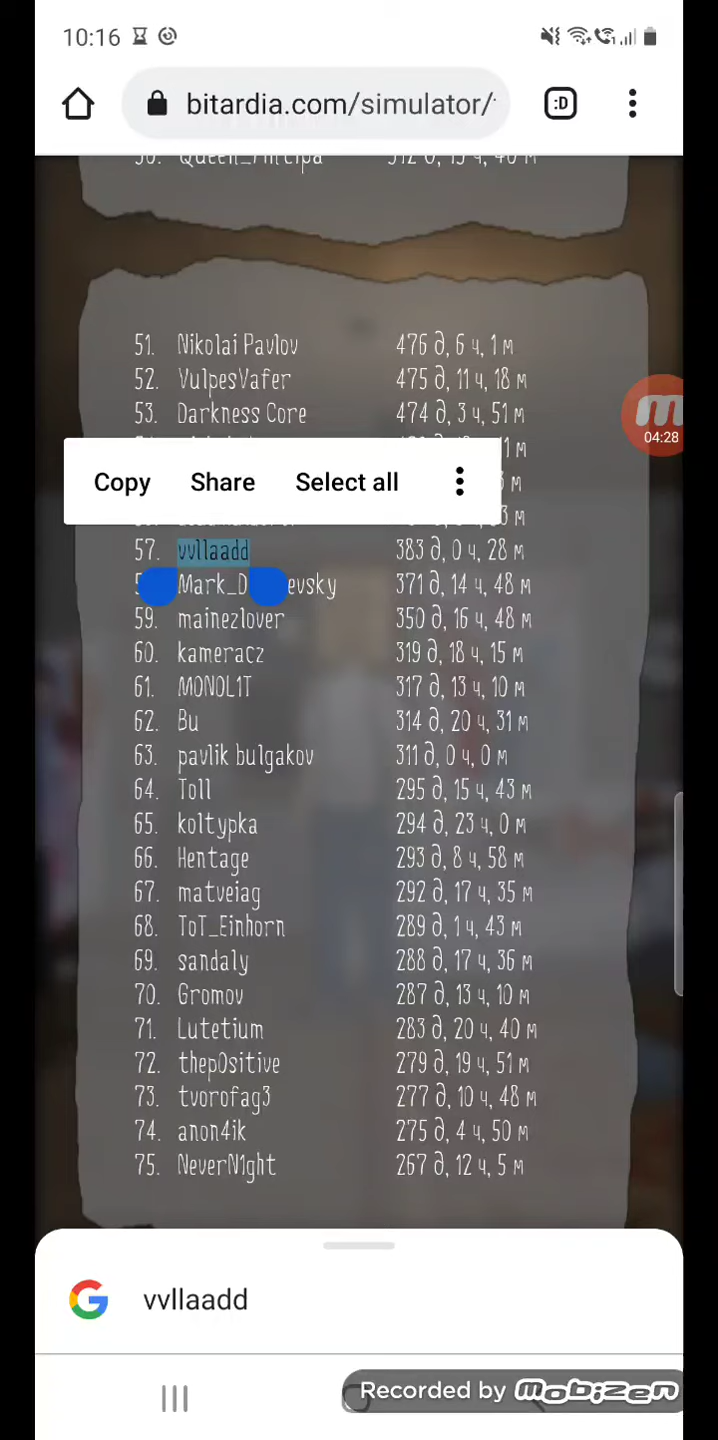 10:16
bitardia.com/simulator/
:D
51. Nikolai Pavlov 476 д, 6 ч, 1 м
52. VulpesVafer 475 д, 11 ч, 18 м
53. Darkness Core 474 д, 3 ч, 51 м
04:28
Copy Share Select all
57. vvllaadd 383 д, 0 ч, 28 м
371 д, 14 ч, 48 м
59. mainezlover 350 д, 16 ч, 48 м
60. kameracz 319 д, 18 ч, 15 м
61. MONOL1T 317 д, 13 ч, 10 м
62. Bu 314 д, 20 ч, 31 м
63. pavlik bulgakov 311 д, 0 ч, 0 м
64. Toll 295 д, 15 ч, 43 м
65. koltypka 294 д, 23 ч, 0 м
66. Hentage 293 д, 8 ч, 58 м
67. matveiag 292 д, 17 ч, 35 м
68. ToT_Einhorn 289 д, 1 ч, 43 м
69. sandaly 288 д, 17 ч, 36 м
70. Gromov 287 д, 13 ч, 10 м
71. Lutetium 283 д, 20 ч, 40 м
72. thep0sitive 279 д, 19 ч, 51 м
73. tvorofag3 277 д, 10 ч, 48 м
74. anon4ik 275 д, 4 ч, 50 м
75. NeverN1ght 267 д, 12 ч, 5 м
vvllaadd
Recorded by mobizen